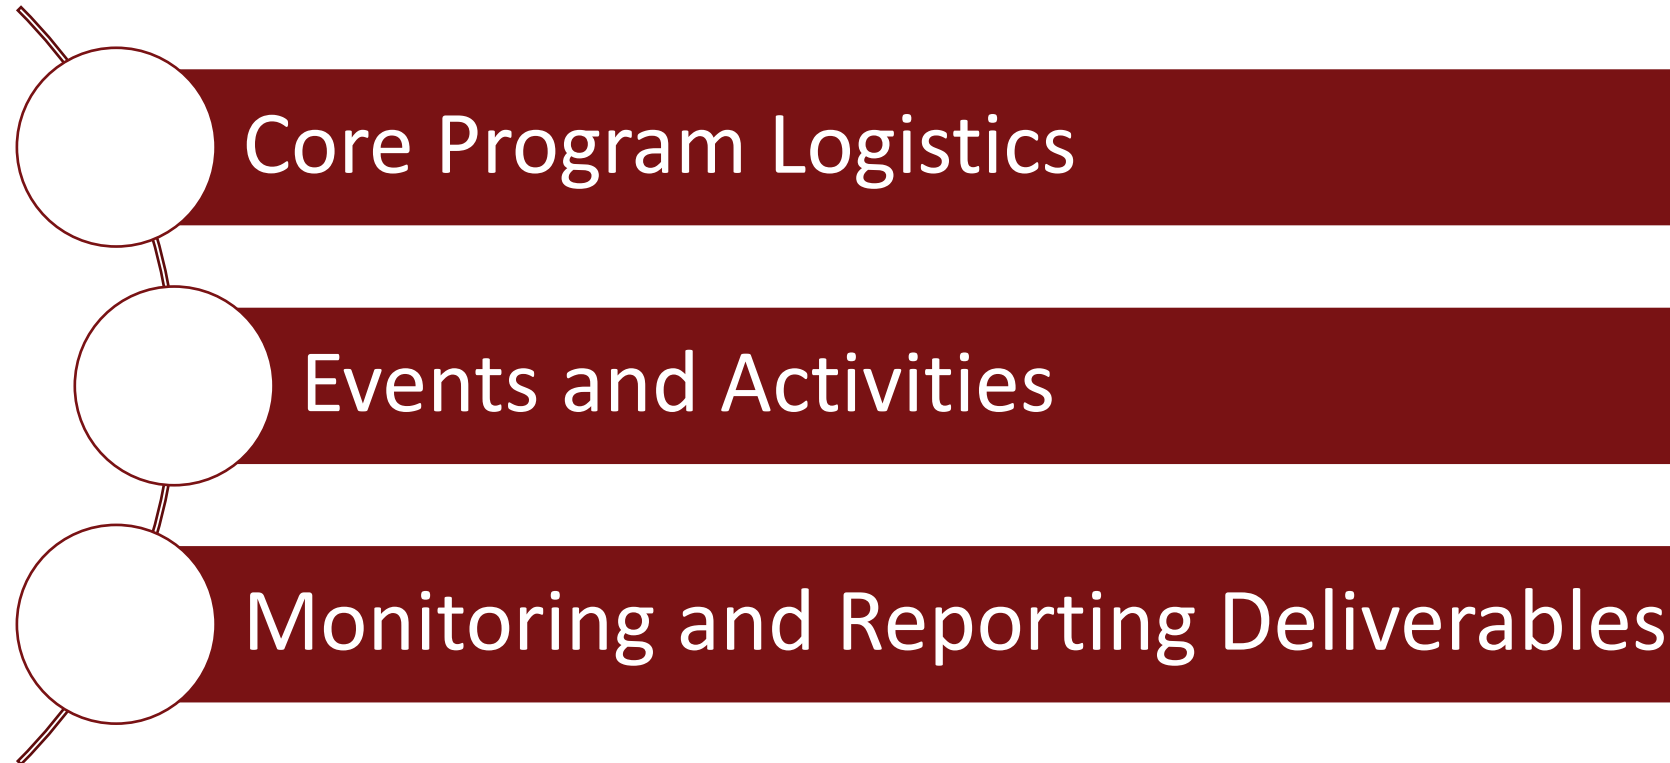 Core Program Logistics
Events and Activities
Monitoring and Reporting Deliverables